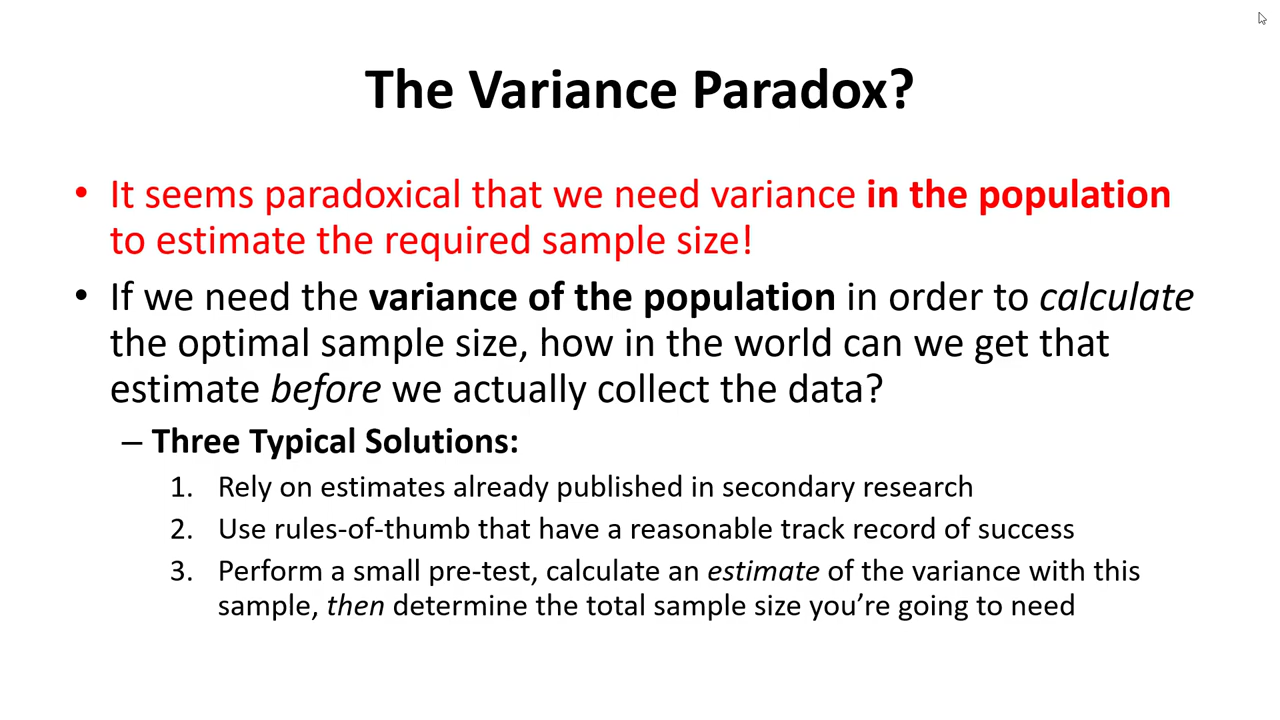 The Variance Paradox?
• It seems paradoxical that we need variance in the population
to estimate the required sample size!
• If we need the variance of the population in order to calculate
the optimal sample size, how in the world can we get that
estimate before we actually collect the data?
– Three Typical Solutions:
1. Rely on estimates already published in secondary research
2. Use rules-of-thumb that have a reasonable track record of success
3. Perform a small pre-test, calculate an estimate of the variance with this
sample, then determine the total sample size you’re going to need